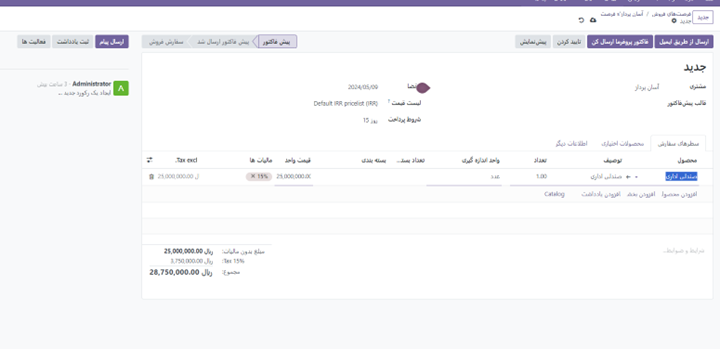 جدید
فرصت‌های فروش / آسان پرداز's فرصت
جدید
ارسال از طریق ایمیل
فاکتور پروفرما ارسال کن
تایید کردن
پیش‌نمایش
پیش فاکتور
پیش فاکتور ارسال شد
سفارش فروش
ارسال پیام
ثبت یادداشت
فعالیت ها
Administrator - 3 ساعت پیش
ایجاد یک رکورد جدید ...
A
جدید
مشتری
آسان پرداز
قالب پیش‌فاکتور
2024/05/09
لیست قیمت ?
Default IRR pricelist (IRR)
شروط پرداخت
15 روز
سطرهای سفارش
محصولات اختیاری
اطلاعات دیگر
محصول
توصیف
تعداد
واحد اندازه گیری
تعداد بسته...
بسته بندی
قیمت واحد
مالیات ها
Tax excl.
صندلی اداری
صندلی اداری
1.00
عدد
25,000,000.00
15% ×
25,000,000.00
افزودن محصول
افزودن بخش
افزودن یادداشت
Catalog
مبلغ بدون مالیات:
25,000,000.00 ریال
Tax 15%:
3,750,000.00 ریال
مجموع:
28,750,000.00 ریال
شرایط و ضوابط...